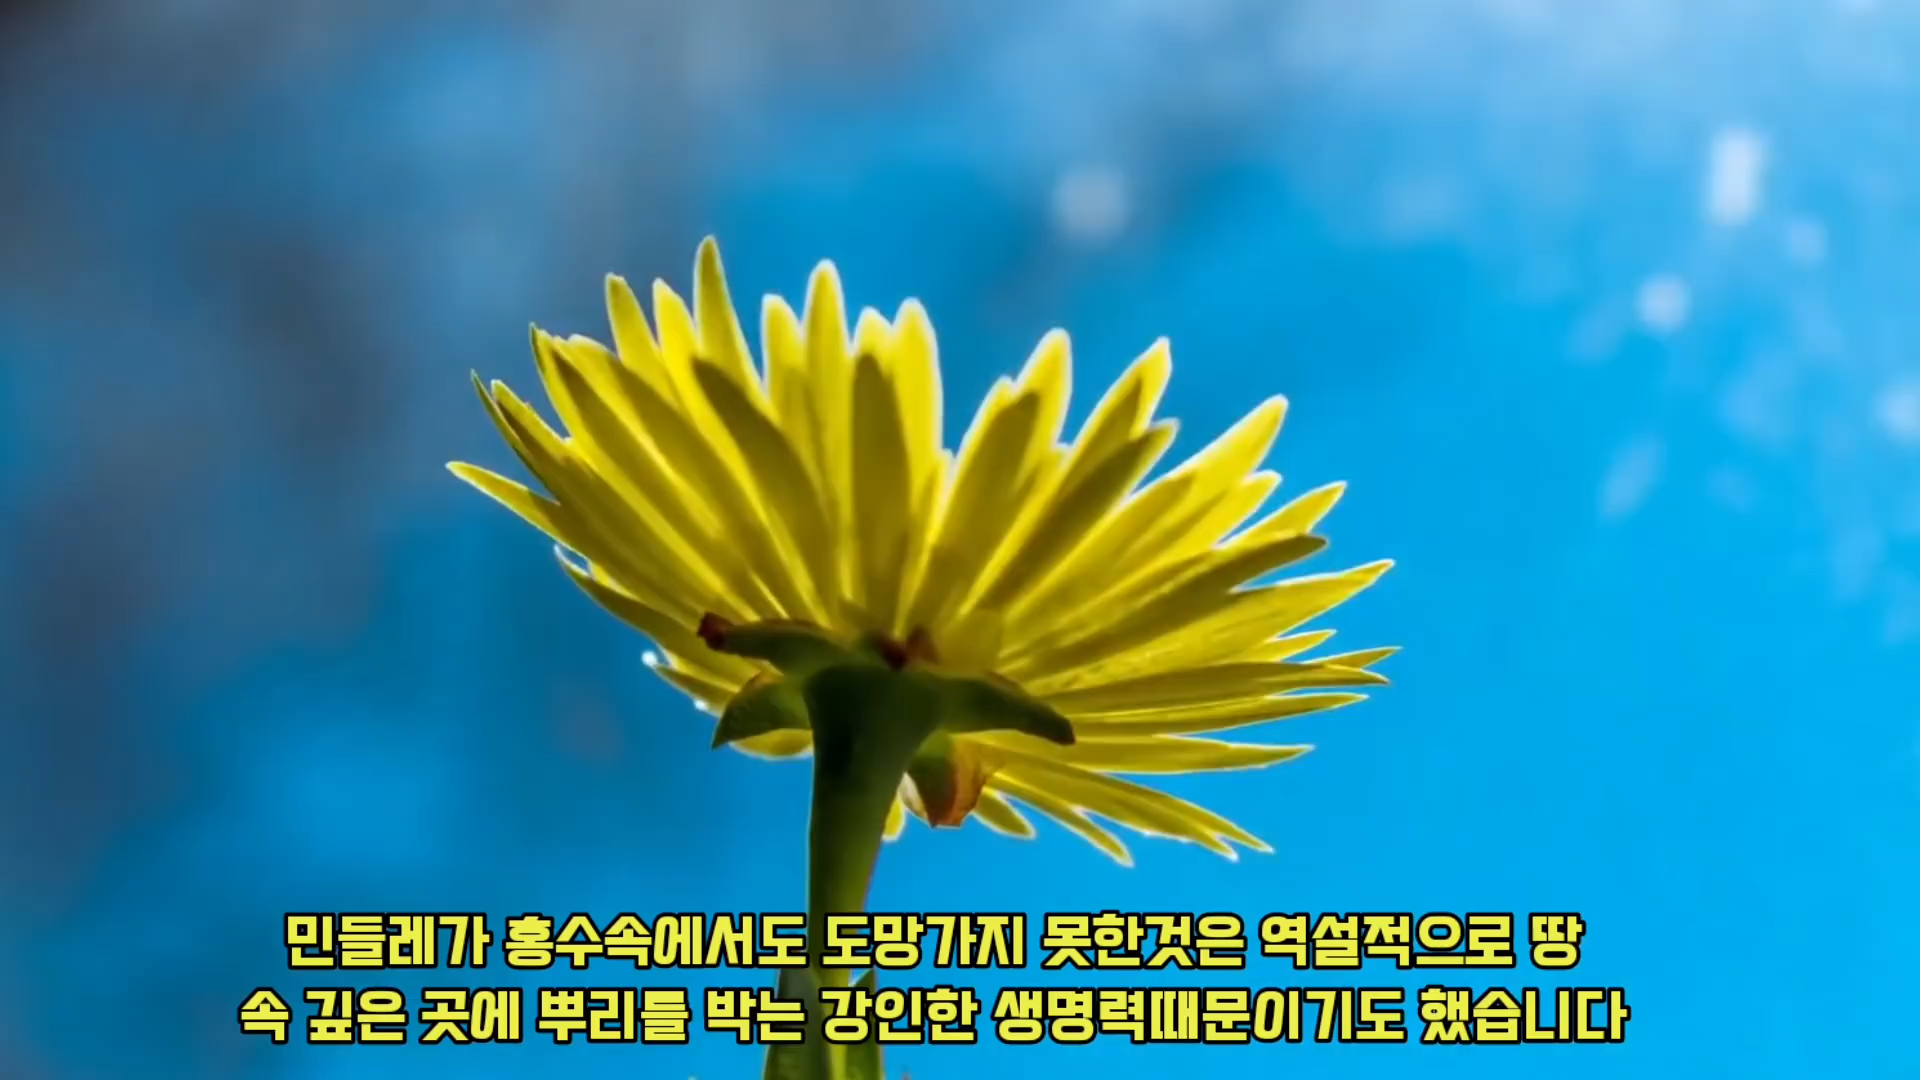 민들레가 홍수속에서도 도망가지 못한것은 역설적으로 땅
속 깊은 곳에 뿌리들 박는 강인한 생명력때문이기도 했습니다